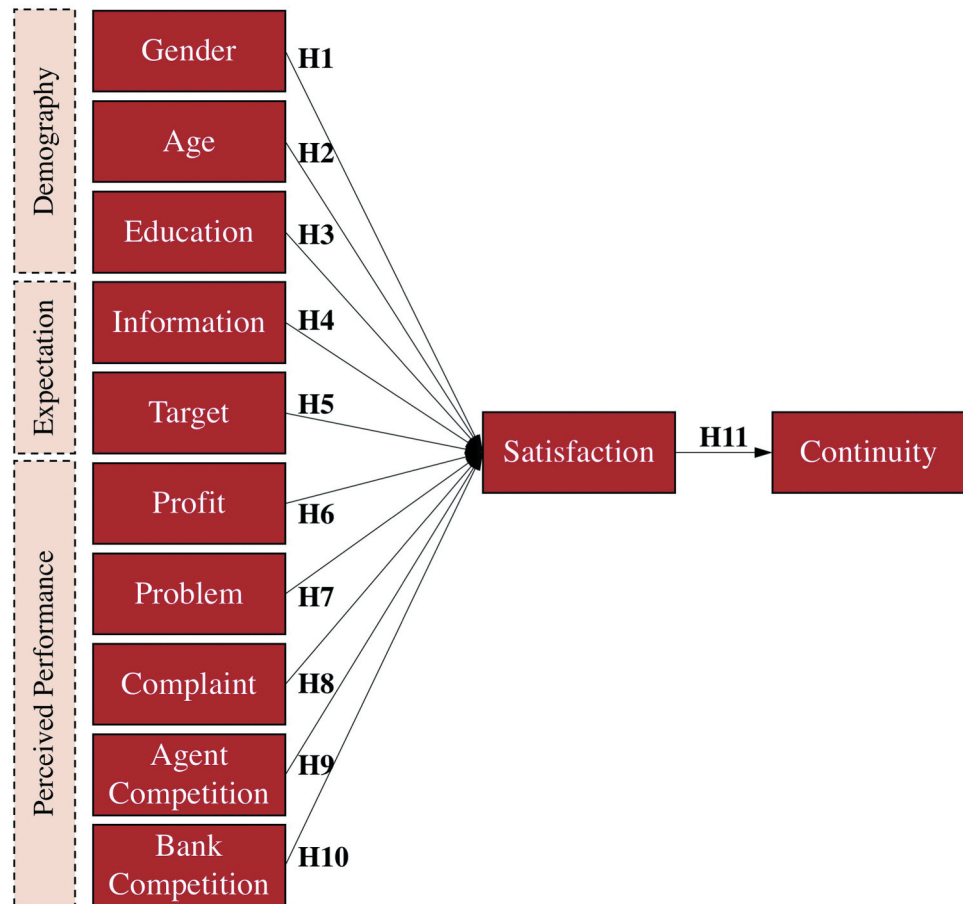 Demography
Gender
H1
Age
H2
Education
H3
Expectation
Information
H4
Target
H5
Perceived Performance
Profit
H6
Problem
H7
Complaint
H8
Agent
Competition
H9
Bank
Competition
H10
Satisfaction
H11
Continuity